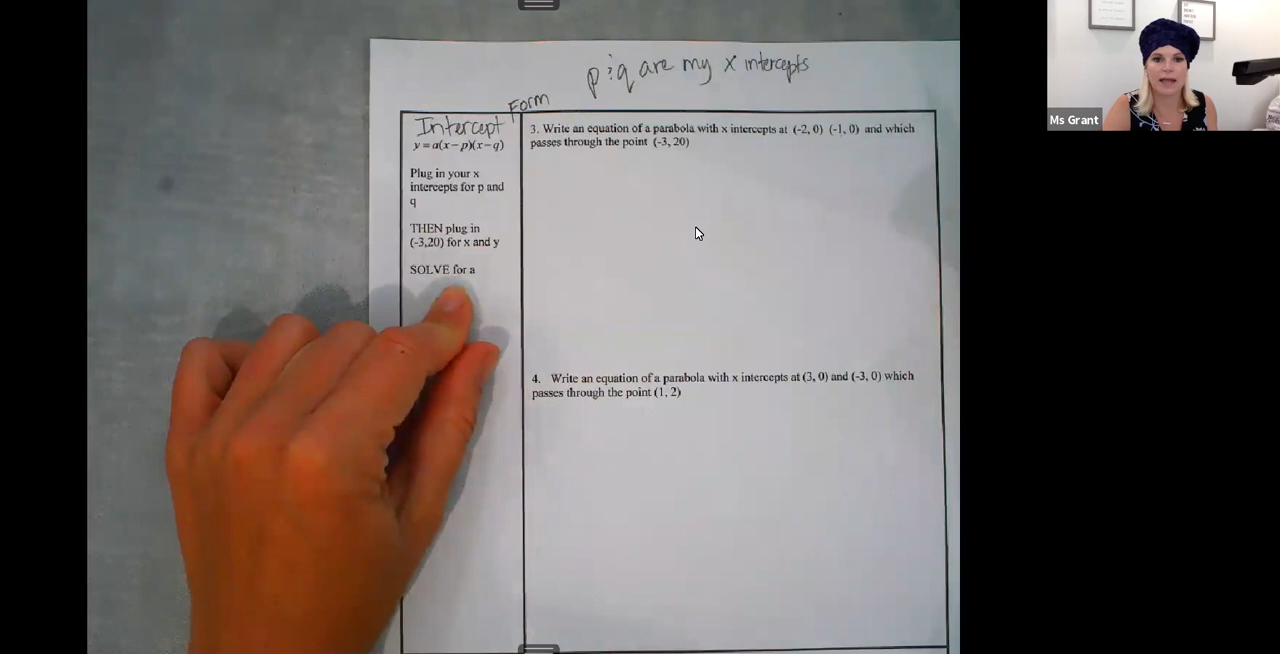 p & q are my x intercepts
Form
Intercept
y = a(x – p)(x – q)
Plug in your x
intercepts for p and
q
THEN plug in
(-3,20) for x and y
SOLVE for a
3. Write an equation of a parabola with x intercepts at (-2, 0) (-1, 0) and which
passes through the point (-3, 20)
4. Write an equation of a parabola with x intercepts at (3, 0) and (-3, 0) which
passes through the point (1, 2)
Ms Grant